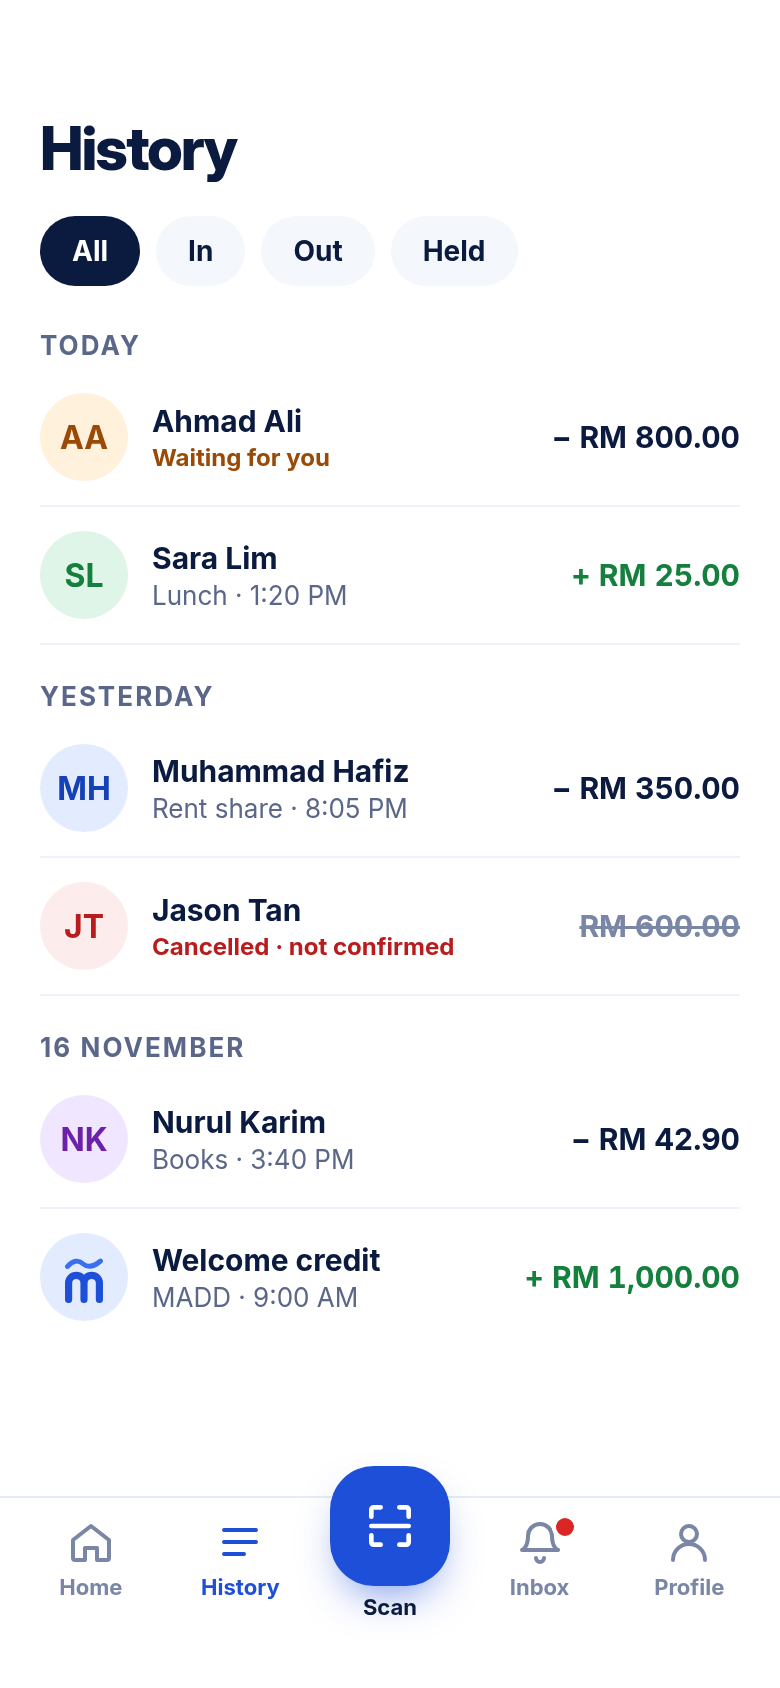 History
All
In
Out
Held
TODAY
AA
Ahmad Ali
– RM 800.00
Waiting for you
SL
Sara Lim
+ RM 25.00
Lunch · 1:20 PM
YESTERDAY
MH
Muhammad Hafiz
– RM 350.00
Rent share · 8:05 PM
JT
Jason Tan
RM 600.00
Cancelled · not confirmed
16 NOVEMBER
NK
Nurul Karim
– RM 42.90
Books · 3:40 PM
m̃
Welcome credit
+ RM 1,000.00
MADD · 9:00 AM
Home
History
Scan
Inbox
Profile